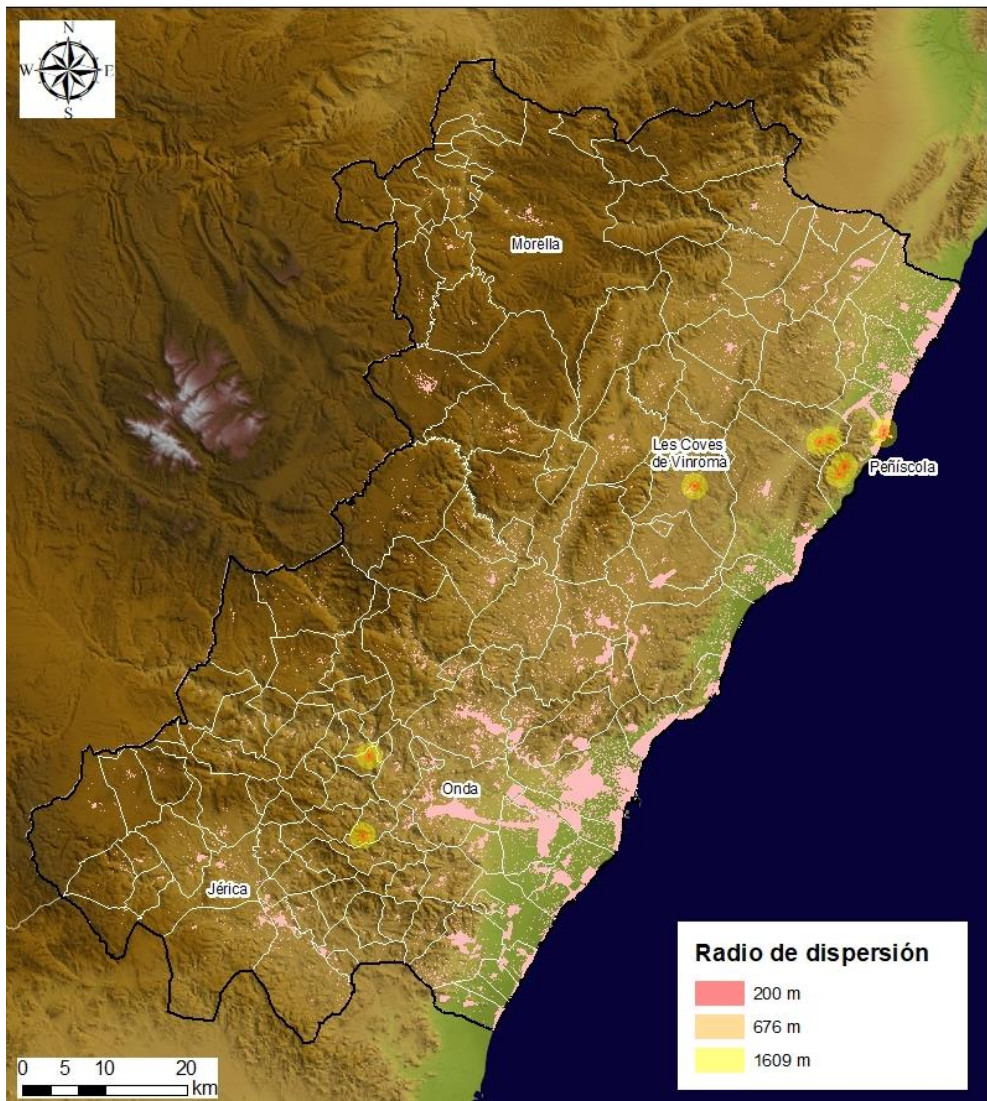 N
W E
S
Morella
Les Coves
de Vinromà
Peñíscola
Onda
Jérica
Radio de dispersión
200 m
676 m
1609 m
0 5 10 20
km